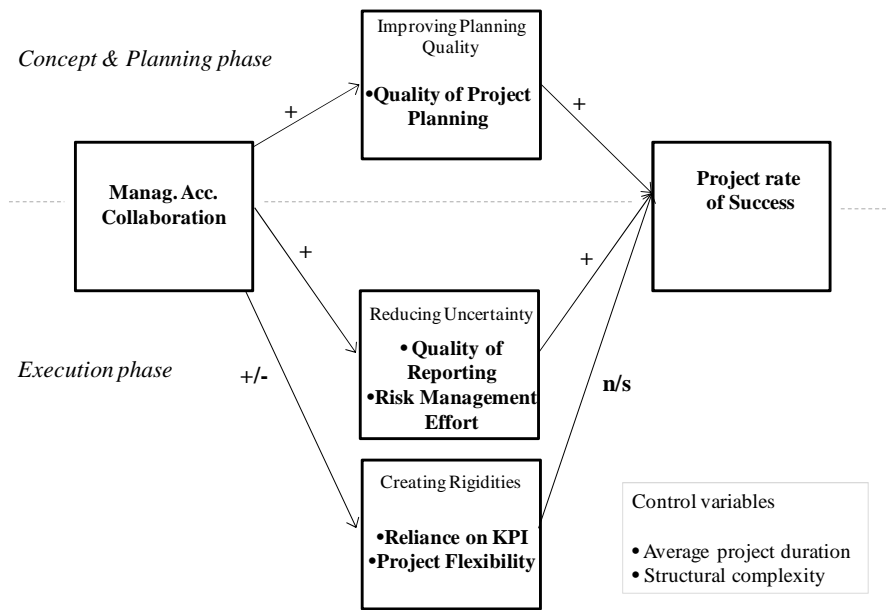 Concept & Planning phase
Improving Planning
Quality
•Quality of Project
Planning
+
+
Manag. Acc.
Collaboration
Project rate
of Success
+
+
Reducing Uncertainty
• Quality of
Reporting
•Risk Management
Effort
Execution phase
+/-
n/s
Creating Rigidities
•Reliance on KPI
•Project Flexibility
Control variables
• Average project duration
• Structural complexity